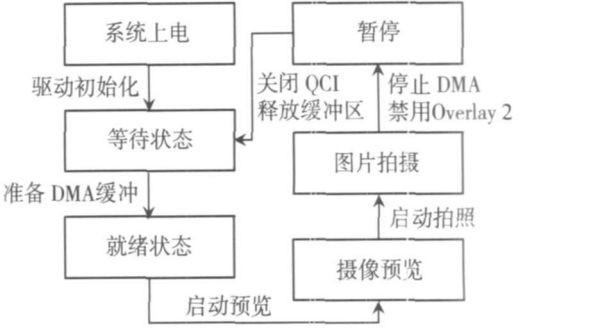 系统上电
暂停
驱动初始化
关闭 QCI
释放缓冲区
停止 DMA
禁用Overlay 2
等待状态
图片拍摄
准备 DMA缓冲
启动拍照
就绪状态
摄像预览
启动预览